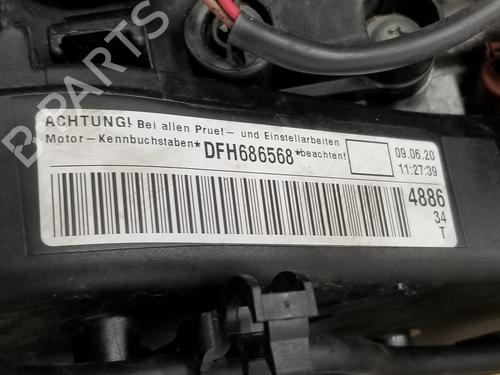 B-PARTS
ACHTUNG! Bei allen Pruef– und Einstellarbeiten
Motor–Kennbuchstaben*DFH686568*beachten!
09.06.20
11:27:39
4886
34
T